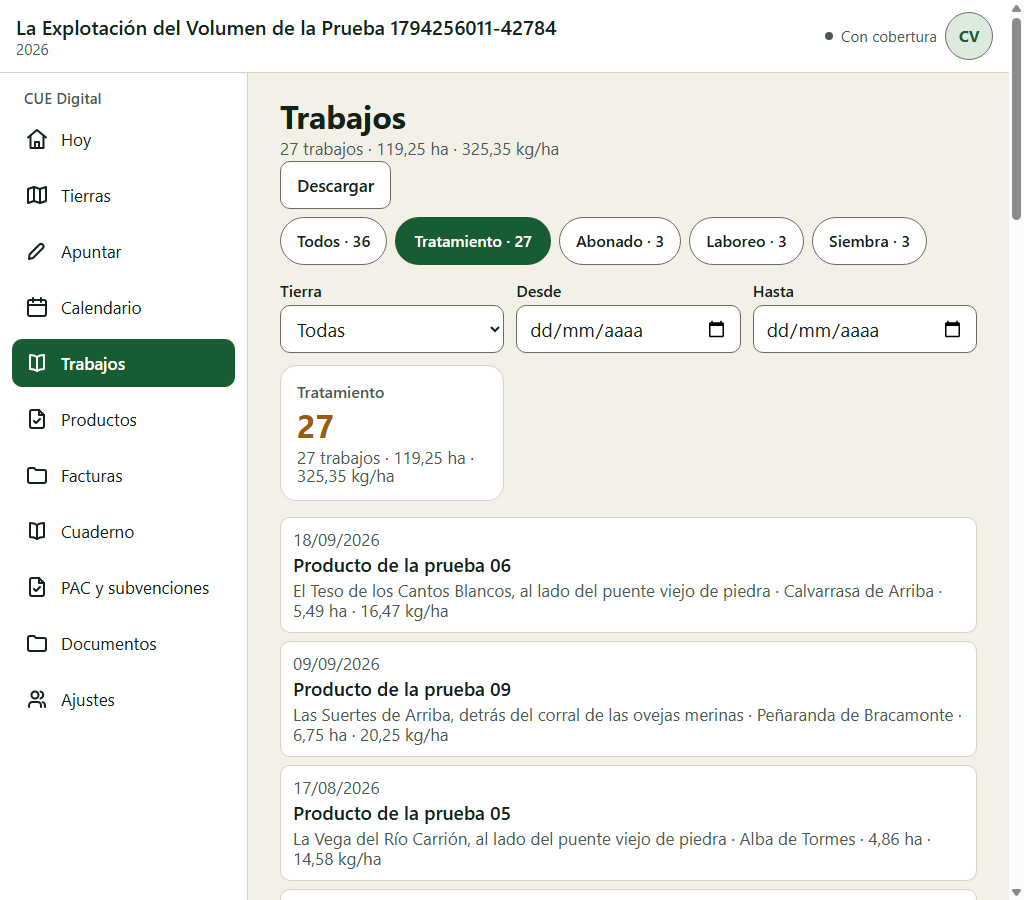 La Explotación del Volumen de la Prueba 1794256011-42784
2026
Con cobertura
CV
CUE Digital
Hoy
Tierras
Apuntar
Calendario
Trabajos
Productos
Facturas
Cuaderno
PAC y subvenciones
Documentos
Ajustes
Trabajos
27 trabajos · 119,25 ha · 325,35 kg/ha
Descargar
Todos · 36
Tratamiento · 27
Abonado · 3
Laboreo · 3
Siembra · 3
Tierra
Desde
Hasta
Todas
dd/mm/aaaa
dd/mm/aaaa
Tratamiento
27
27 trabajos · 119,25 ha ·
325,35 kg/ha
18/09/2026
Producto de la prueba 06
El Teso de los Cantos Blancos, al lado del puente viejo de piedra · Calvarrasa de Arriba ·
5,49 ha · 16,47 kg/ha
09/09/2026
Producto de la prueba 09
Las Suertes de Arriba, detrás del corral de las ovejas merinas · Peñaranda de Bracamonte ·
6,75 ha · 20,25 kg/ha
17/08/2026
Producto de la prueba 05
La Vega del Río Carrión, al lado del puente viejo de piedra · Alba de Tormes · 4,86 ha ·
14,58 kg/ha